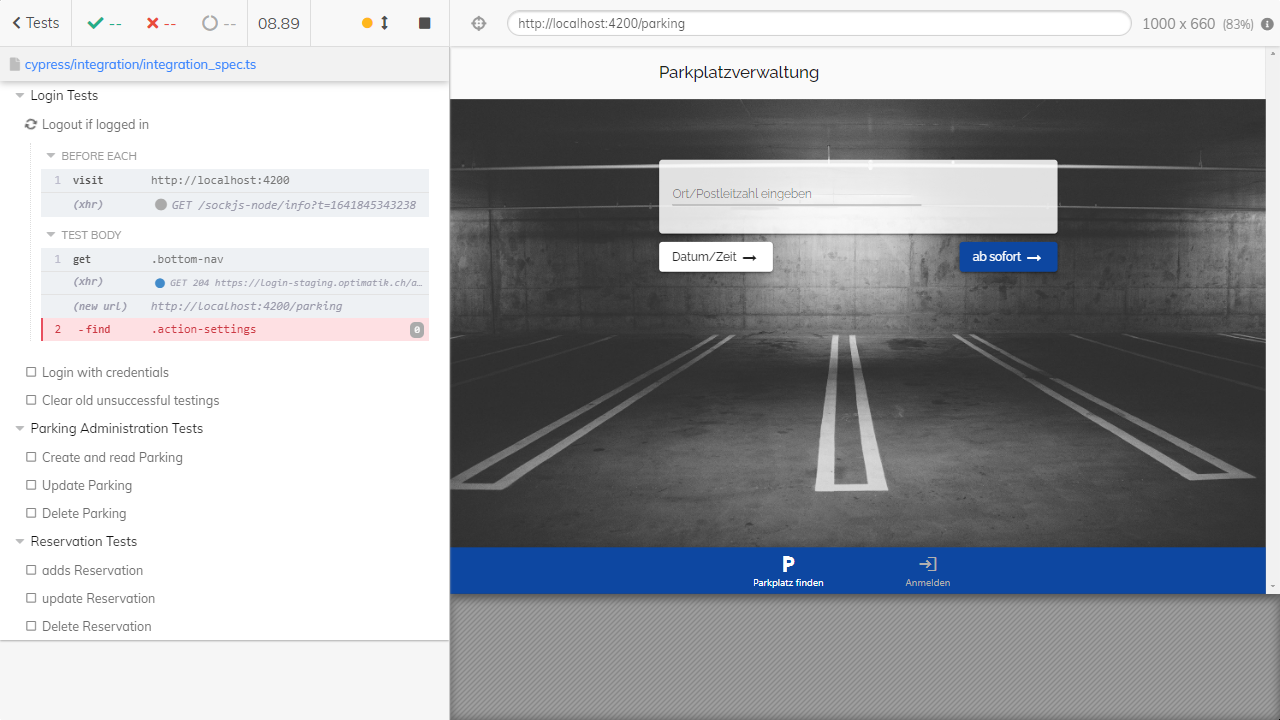 Tests
--
--
--
08.89
http://localhost:4200/parking
1000 x 660 (83%)
cypress/integration/integration_spec.ts
Login Tests
Logout if logged in
BEFORE EACH
1 visit http://localhost:4200
(xhr) GET /sockjs-node/info?t=1641845343238
TEST BODY
1 get .bottom-nav
(xhr) GET 204 https://login-staging.optimatik.ch/a…
(new url) http://localhost:4200/parking
2 -find .action-settings 0
Login with credentials
Clear old unsuccessful testings
Parking Administration Tests
Create and read Parking
Update Parking
Delete Parking
Reservation Tests
adds Reservation
update Reservation
Delete Reservation
Parkplatzverwaltung
Ort/Postleitzahl eingeben
Datum/Zeit
ab sofort
Parkplatz finden
Anmelden